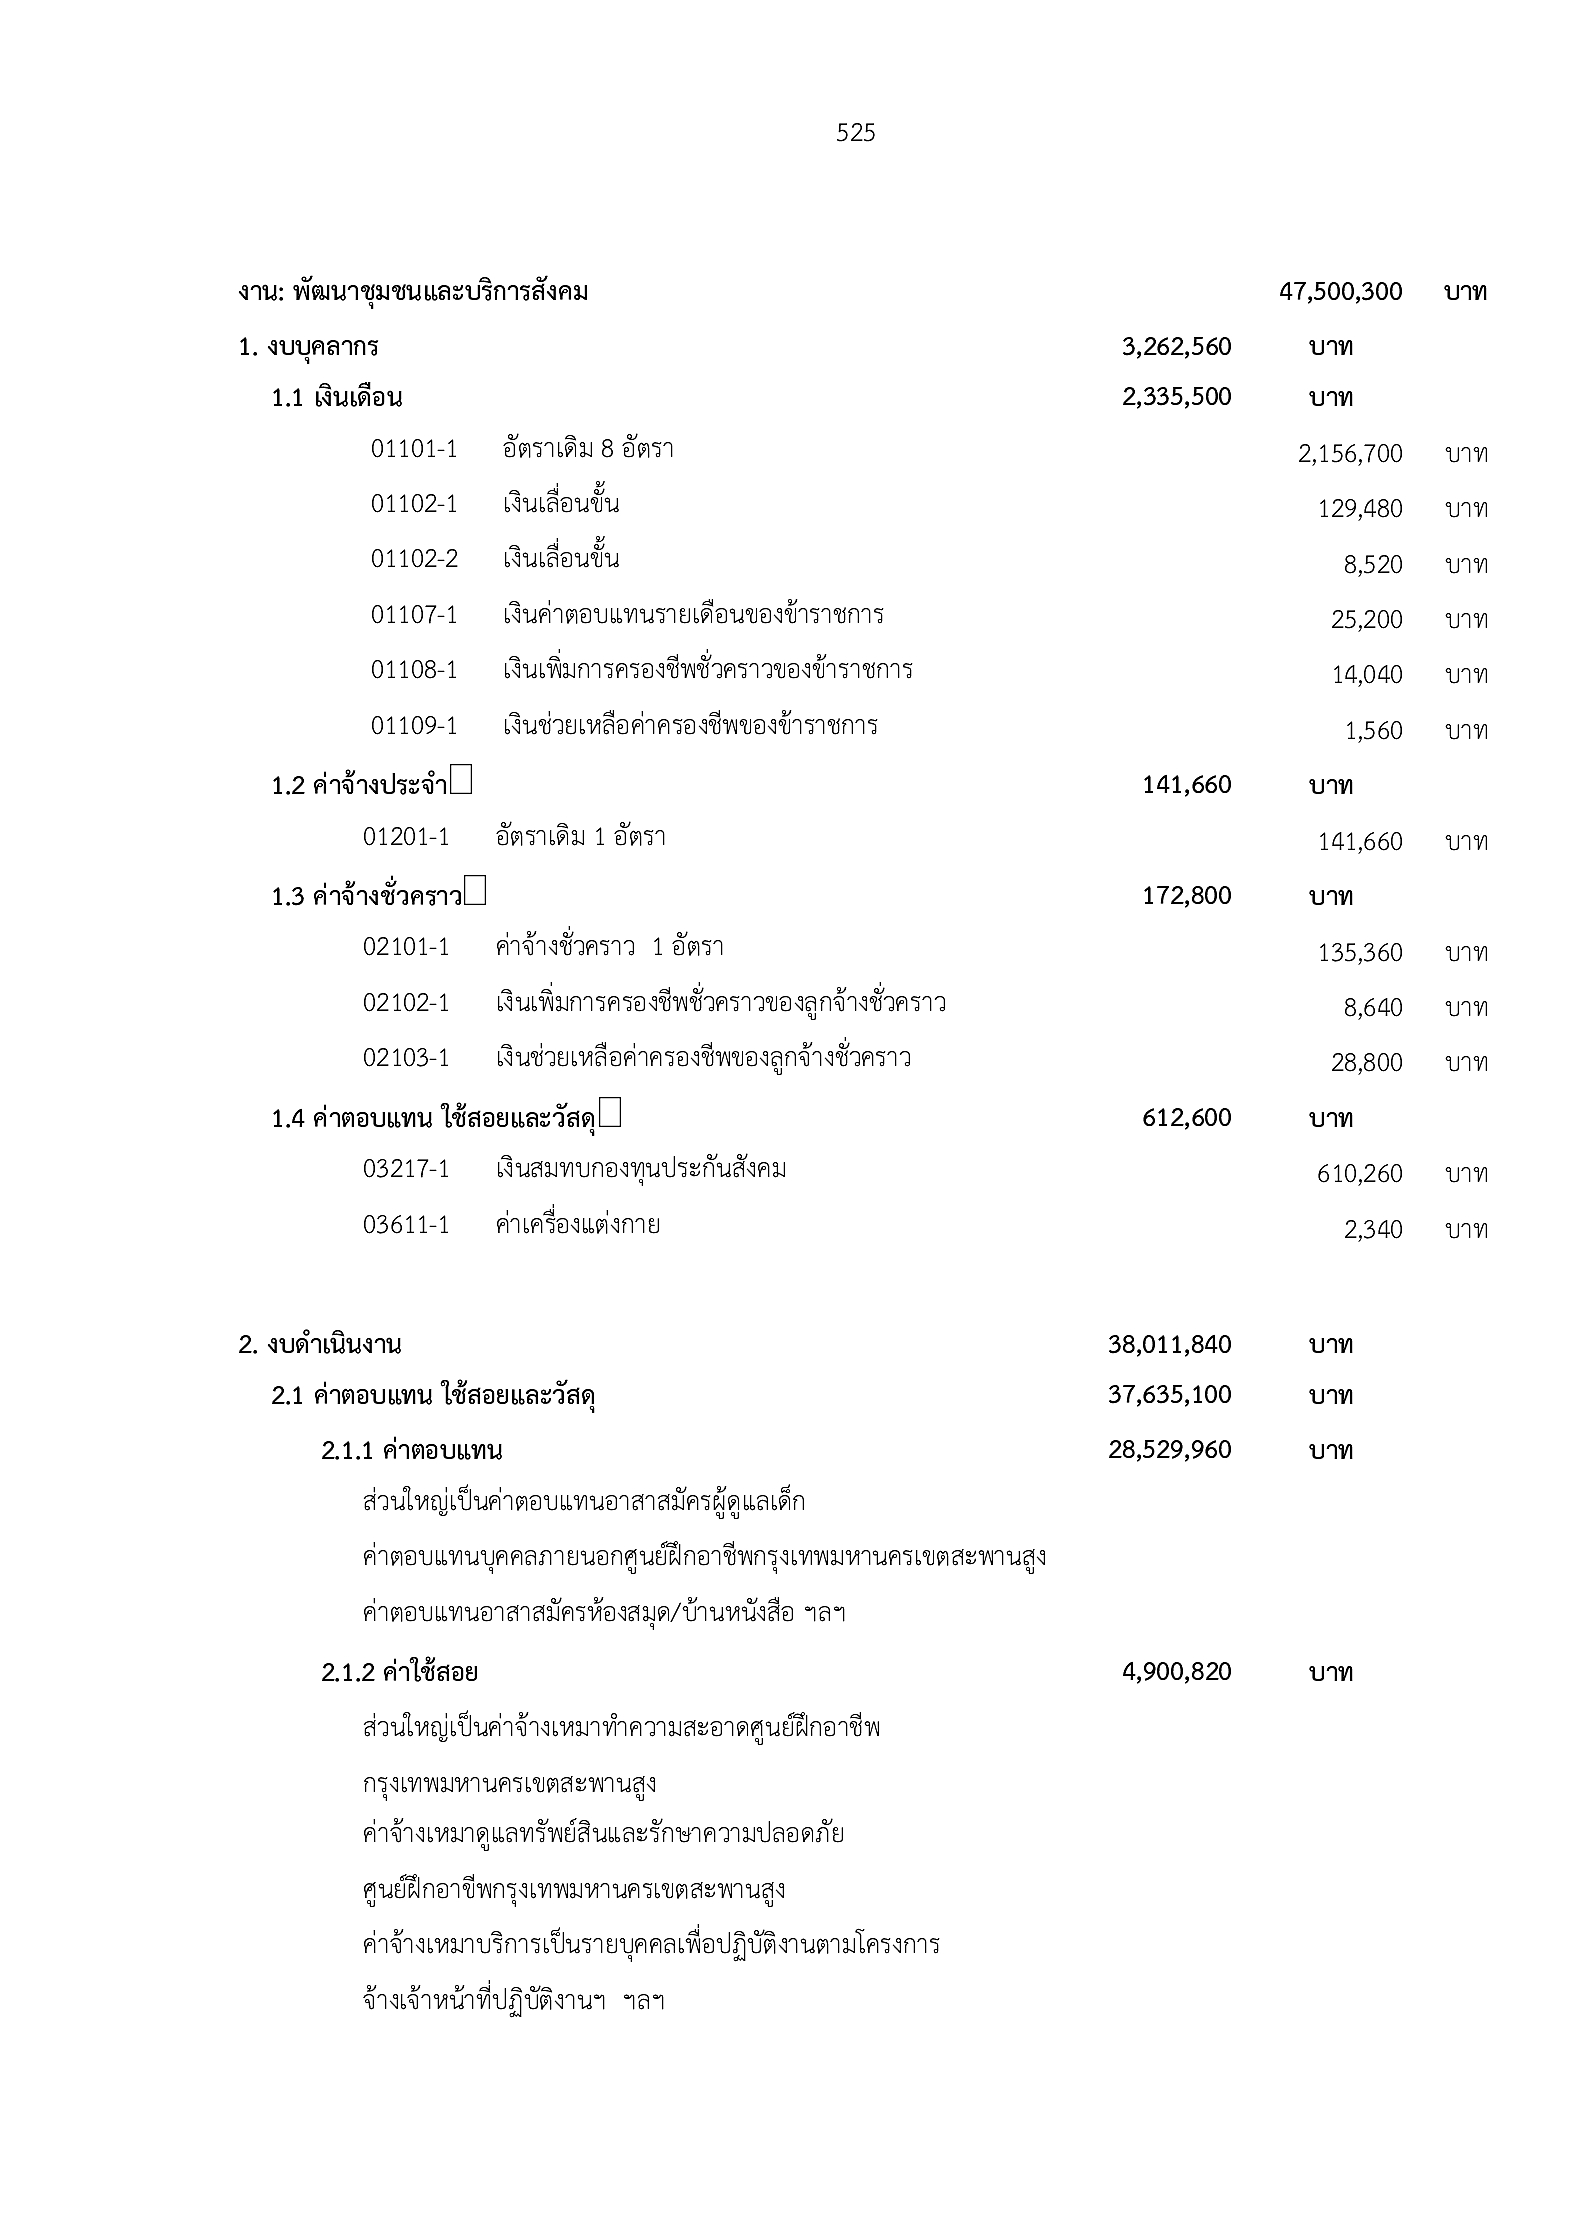 525
งาน: พัฒนาชุมชนและบริการสังคม 47,500,300 บาท
1. งบบุคลากร 3,262,560 บาท
1.1 เงินเดือน 2,335,500 บาท
01101-1 อัตราเดิม 8 อัตรา 2,156,700 บาท
01102-1 เงินเลื่อนขั้น 129,480 บาท
01102-2 เงินเลื่อนขั้น 8,520 บาท
01107-1 เงินค่าตอบแทนรายเดือนของข้าราชการ 25,200 บาท
01108-1 เงินเพิ่มการครองชีพชั่วคราวของข้าราชการ 14,040 บาท
01109-1 เงินช่วยเหลือค่าครองชีพของข้าราชการ 1,560 บาท
1.2 ค่าจ้างประจำ 141,660 บาท
01201-1 อัตราเดิม 1 อัตรา 141,660 บาท
1.3 ค่าจ้างชั่วคราว 172,800 บาท
02101-1 ค่าจ้างชั่วคราว 1 อัตรา 135,360 บาท
02102-1 เงินเพิ่มการครองชีพชั่วคราวของลูกจ้างชั่วคราว 8,640 บาท
02103-1 เงินช่วยเหลือค่าครองชีพของลูกจ้างชั่วคราว 28,800 บาท
1.4 ค่าตอบแทน ใช้สอยและวัสดุ 612,600 บาท
03217-1 เงินสมทบกองทุนประกันสังคม 610,260 บาท
03611-1 ค่าเครื่องแต่งกาย 2,340 บาท
2. งบดำเนินงาน 38,011,840 บาท
2.1 ค่าตอบแทน ใช้สอยและวัสดุ 37,635,100 บาท
2.1.1 ค่าตอบแทน 28,529,960 บาท
ส่วนใหญ่เป็นค่าตอบแทนอาสาสมัครผู้ดูแลเด็ก
ค่าตอบแทนบุคคลภายนอกศูนย์ฝึกอาชีพกรุงเทพมหานครเขตสะพานสูง
ค่าตอบแทนอาสาสมัครห้องสมุด/บ้านหนังสือ ฯลฯ
2.1.2 ค่าใช้สอย 4,900,820 บาท
ส่วนใหญ่เป็นค่าจ้างเหมาทำความสะอาดศูนย์ฝึกอาชีพ
กรุงเทพมหานครเขตสะพานสูง
ค่าจ้างเหมาดูแลทรัพย์สินและรักษาความปลอดภัย
ศูนย์ฝึกอาขีพกรุงเทพมหานครเขตสะพานสูง
ค่าจ้างเหมาบริการเป็นรายบุคคลเพื่อปฏิบัติงานตามโครงการ
จ้างเจ้าหน้าที่ปฏิบัติงานฯ ฯลฯ